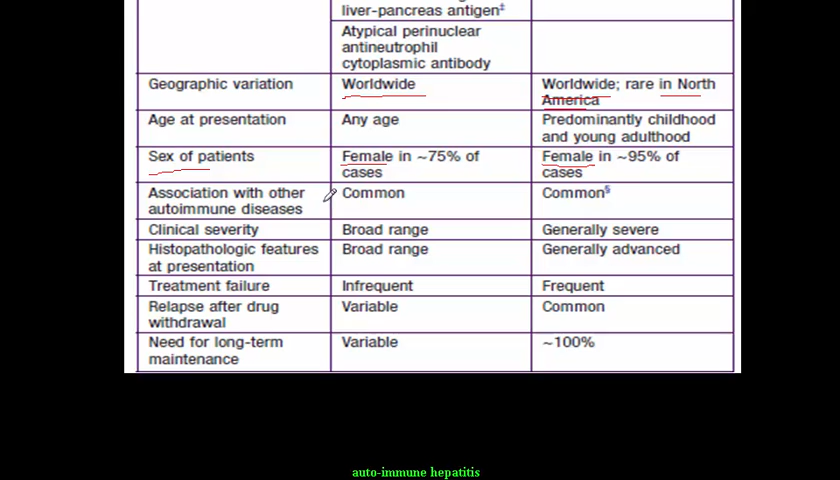 liver-pancreas antigen‡
Atypical perinuclear
antineutrophil
cytoplasmic antibody
Geographic variation
Worldwide
Worldwide; rare in North
America
Age at presentation
Any age
Predominantly childhood
and young adulthood
Sex of patients
Female in ~75% of
cases
Female in ~95% of
cases
Association with other
autoimmune diseases
Common
Common§
Clinical severity
Broad range
Generally severe
Histopathologic features
at presentation
Broad range
Generally advanced
Treatment failure
Infrequent
Frequent
Relapse after drug
withdrawal
Variable
Common
Need for long-term
maintenance
Variable
~100%
auto-immune hepatitis